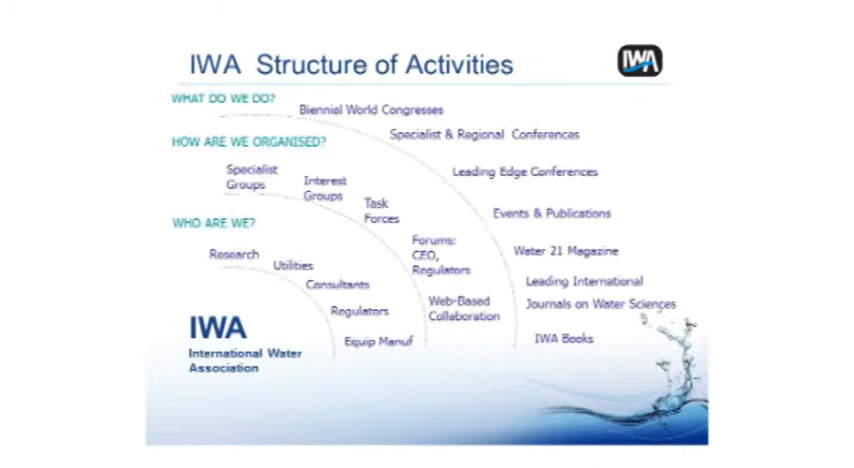 IWA Structure of Activities
IWA
WHAT DO WE DO?
Biennial World Congresses
Specialist & Regional Conferences
HOW ARE WE ORGANISED?
Leading Edge Conferences
Specialist
Groups
Interest
Groups
Task
Forces
Events & Publications
WHO ARE WE?
Forums:
CEO,
Regulators
Water 21 Magazine
Research
Utilities
Consultants
Leading International
Journals on Water Sciences
Web-Based
Collaboration
Regulators
Equip Manuf
IWA Books
IWA
International Water
Association